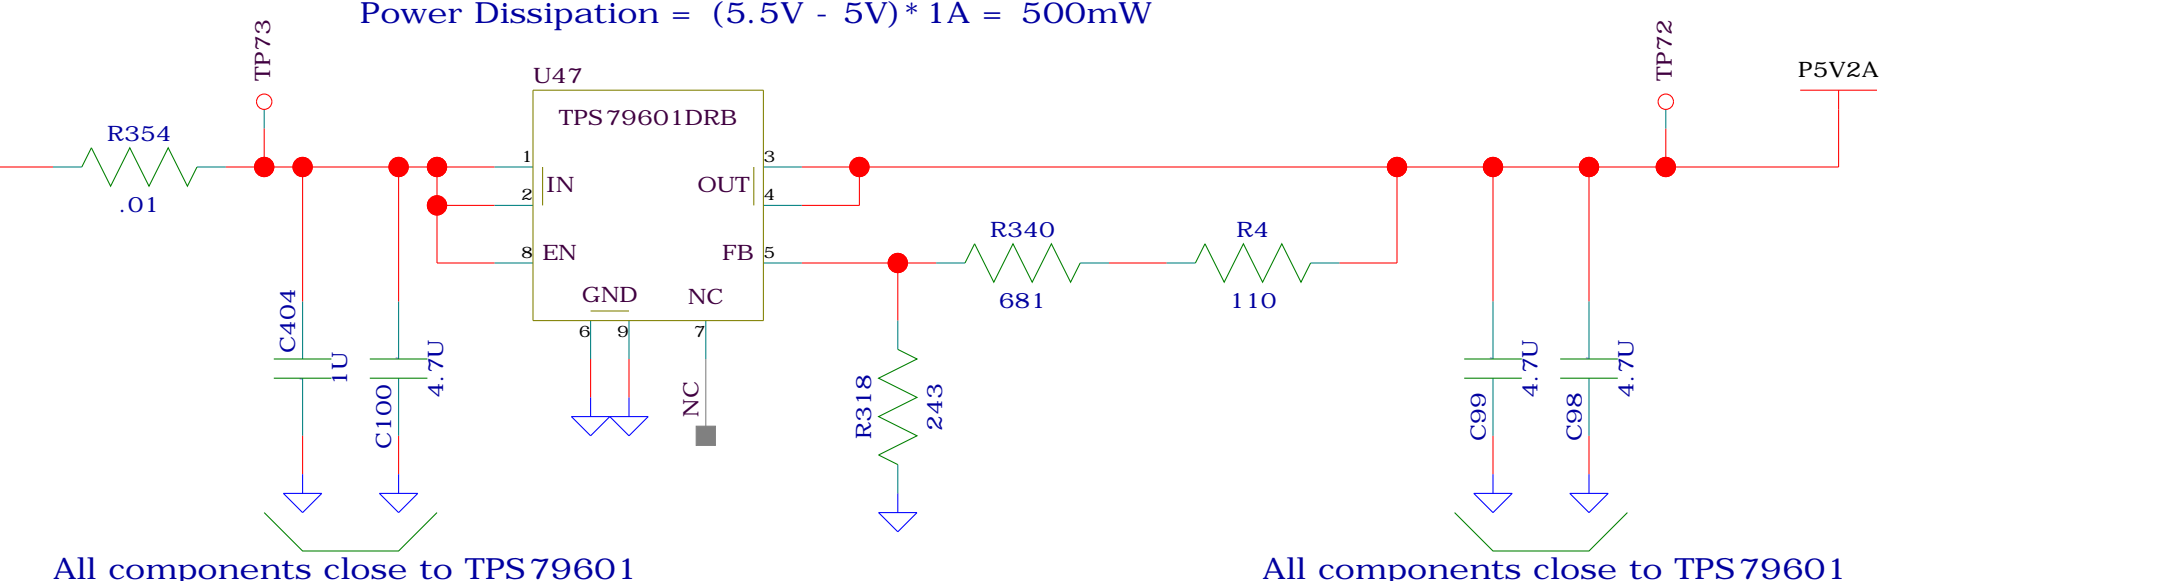 Power Dissipation = (5.5V - 5V)*1A = 500mW
TP73
TP72
U47
P5V2A
TPS79601DRB
R354
.01
1
2
8
IN
EN
OUT
FB
3
4
5
GND
NC
6
9
7
NC
R340
681
R4
110
C404
1U
C100
4.7U
R318
243
C99
4.7U
C98
4.7U
All components close to TPS79601
All components close to TPS79601